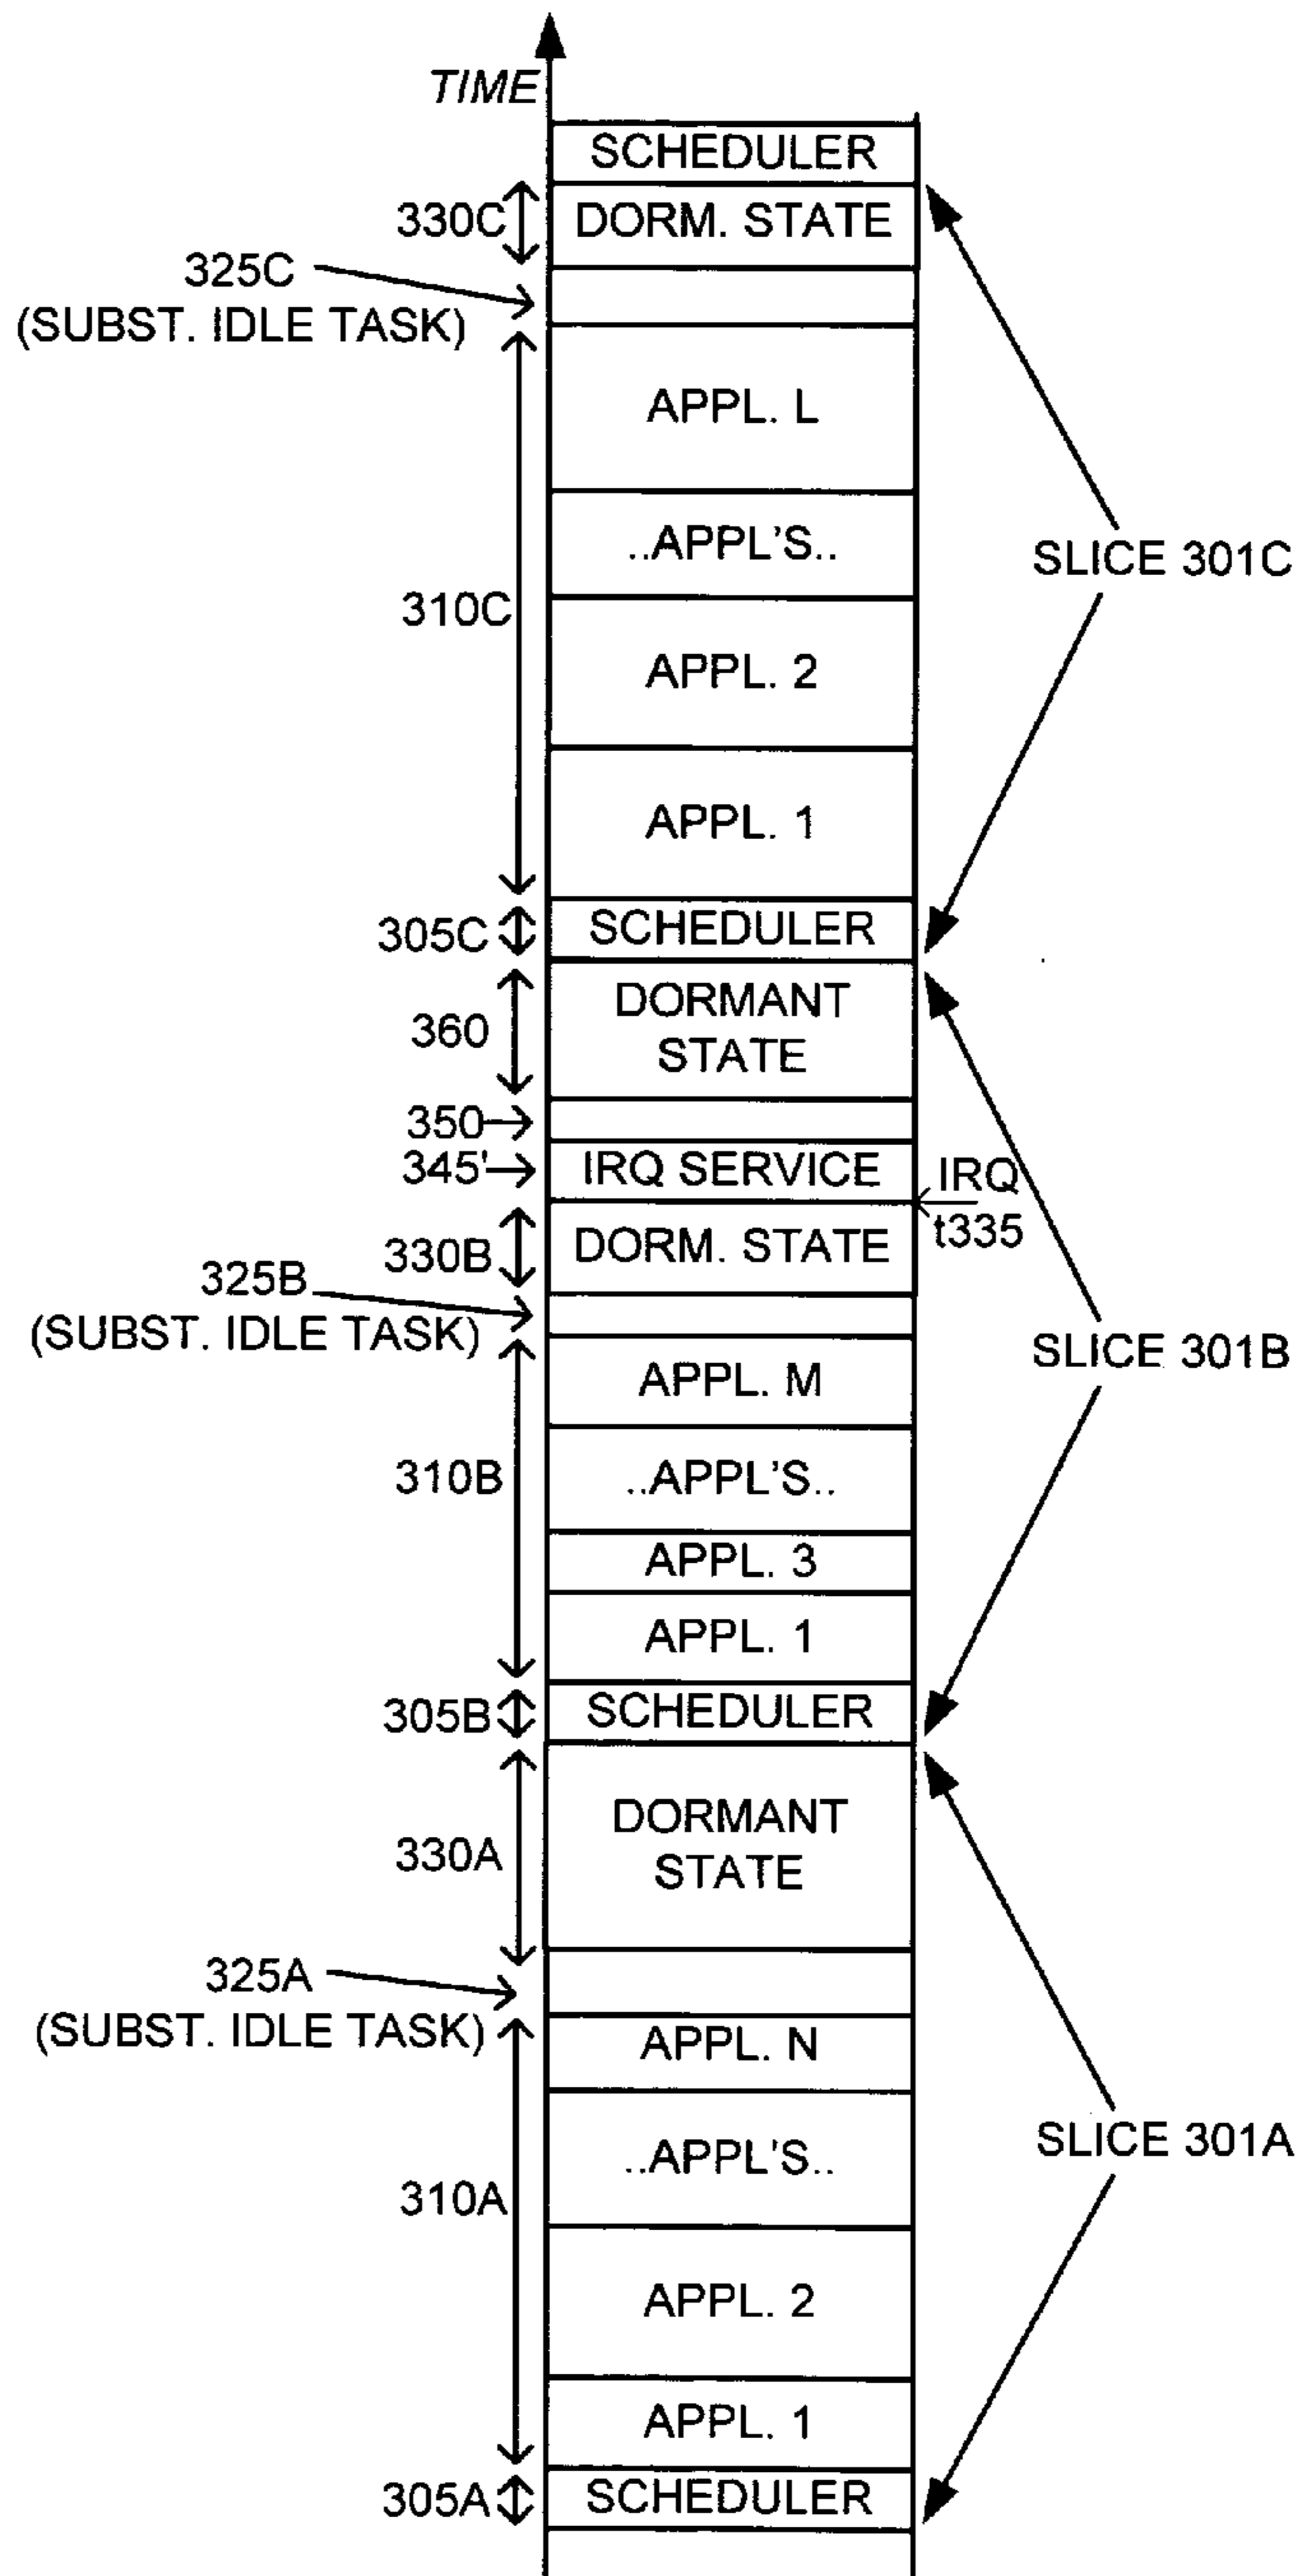 TIME
SCHEDULER
330C
DORM. STATE
325C
(SUBST. IDLE TASK)
APPL. L
..APPL'S..
SLICE 301C
310C
APPL. 2
APPL. 1
305C
SCHEDULER
360
DORMANT
STATE
350
345'
IRQ SERVICE
IRQ
t335
330B
DORM. STATE
325B
(SUBST. IDLE TASK)
SLICE 301B
APPL. M
310B
..APPL'S..
APPL. 3
APPL. 1
305B
SCHEDULER
330A
DORMANT
STATE
325A
(SUBST. IDLE TASK)
APPL. N
SLICE 301A
..APPL'S..
310A
APPL. 2
APPL. 1
305A
SCHEDULER